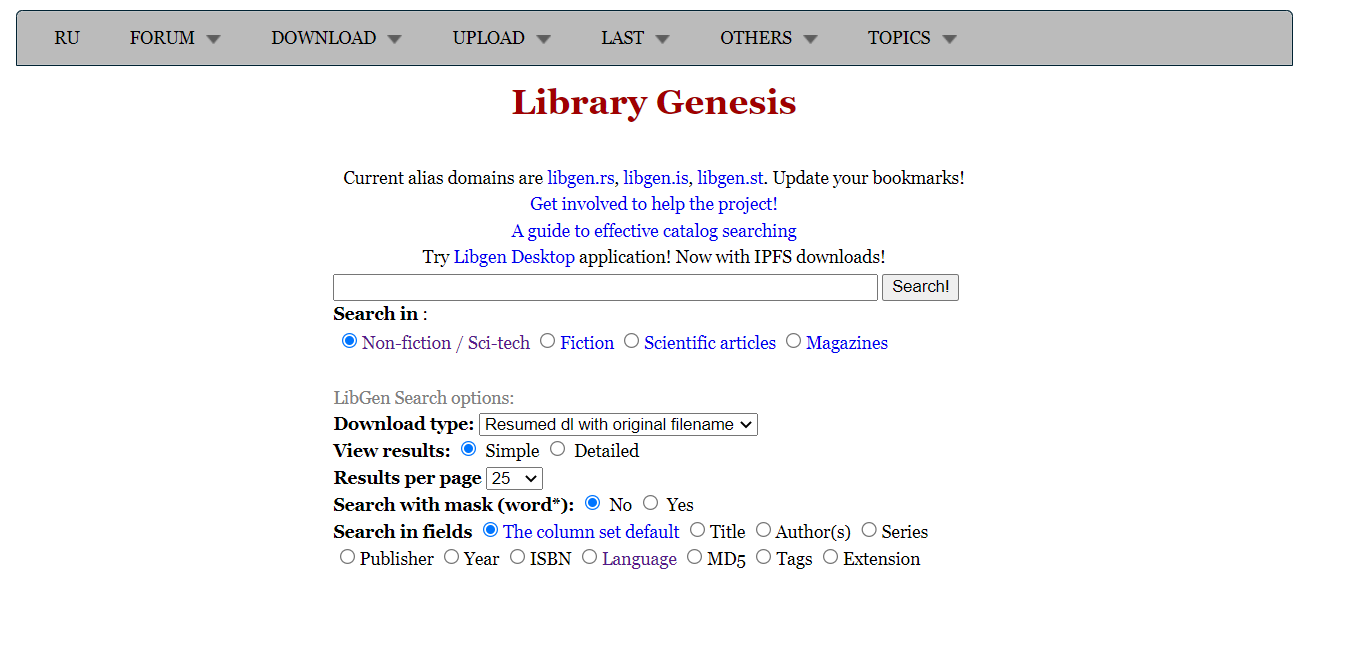 RU FORUM DOWNLOAD UPLOAD LAST OTHERS TOPICS
Library Genesis
Current alias domains are libgen.rs, libgen.is, libgen.st. Update your bookmarks!
Get involved to help the project!
A guide to effective catalog searching
Try Libgen Desktop application! Now with IPFS downloads!
Search!
Search in :
Non-fiction / Sci-tech Fiction Scientific articles Magazines
LibGen Search options:
Download type: Resumed dl with original filename
View results: Simple Detailed
Results per page 25
Search with mask (word*): No Yes
Search in fields The column set default Title Author(s) Series
Publisher Year ISBN Language MD5 Tags Extension